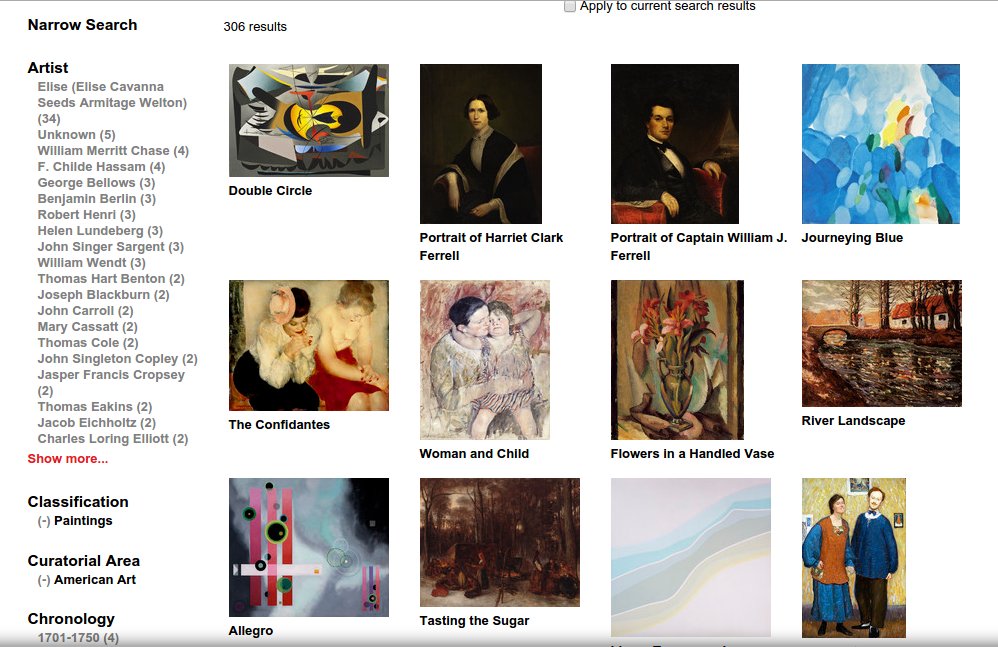 Apply to current search results
Narrow Search
306 results
Artist
Elise (Elise Cavanna
Seeds Armitage Welton)
(34)
Unknown (5)
William Merritt Chase (4)
F. Childe Hassam (4)
George Bellows (3)
Benjamin Berlin (3)
Robert Henri (3)
Helen Lundeberg (3)
John Singer Sargent (3)
William Wendt (3)
Thomas Hart Benton (2)
Joseph Blackburn (2)
John Carroll (2)
Mary Cassatt (2)
Thomas Cole (2)
John Singleton Copley (2)
Jasper Francis Cropsey
(2)
Thomas Eakins (2)
Jacob Eichholtz (2)
Charles Loring Elliott (2)
Show more...
Classification
(-) Paintings
Curatorial Area
(-) American Art
Chronology
1701-1750 (4)
Double Circle
Portrait of Harriet Clark
Ferrell
Portrait of Captain William J.
Ferrell
Journeying Blue
The Confidantes
Woman and Child
Flowers in a Handled Vase
River Landscape
Allegro
Tasting the Sugar